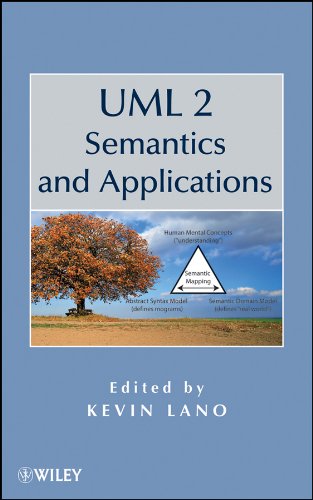 UML 2
Semantics
and Applications
Human Mental Concepts
("understanding")
Semantic
Mapping
Abstract Syntax Model
(defines mograms)
Semantic Domain Model
(defines "real world")
Edited by
KEVIN LANO
WILEY